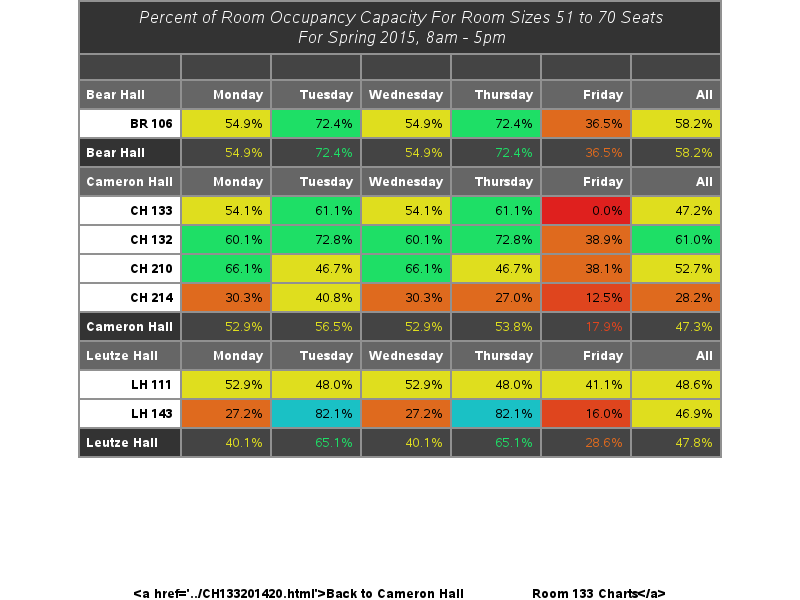 Percent of Room Occupancy Capacity For Room Sizes 51 to 70 Seats
For Spring 2015, 8am - 5pm
Bear Hall Monday Tuesday Wednesday Thursday Friday All
BR 106 54.9% 72.4% 54.9% 72.4% 36.5% 58.2%
Bear Hall 54.9% 72.4% 54.9% 72.4% 36.5% 58.2%
Cameron Hall Monday Tuesday Wednesday Thursday Friday All
CH 133 54.1% 61.1% 54.1% 61.1% 0.0% 47.2%
CH 132 60.1% 72.8% 60.1% 72.8% 38.9% 61.0%
CH 210 66.1% 46.7% 66.1% 46.7% 38.1% 52.7%
CH 214 30.3% 40.8% 30.3% 27.0% 12.5% 28.2%
Cameron Hall 52.9% 56.5% 52.9% 53.8% 17.9% 47.3%
Leutze Hall Monday Tuesday Wednesday Thursday Friday All
LH 111 52.9% 48.0% 52.9% 48.0% 41.1% 48.6%
LH 143 27.2% 82.1% 27.2% 82.1% 16.0% 46.9%
Leutze Hall 40.1% 65.1% 40.1% 65.1% 28.6% 47.8%
<a href='../CH133201420.html'>Back to Cameron Hall Room 133 Charts</a>